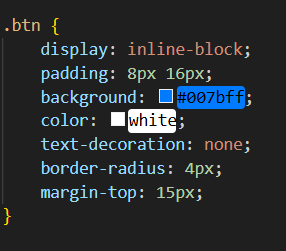 .btn {
    display: inline-block;
    padding: 8px 16px;
    background: #007bff;
    color: white;
    text-decoration: none;
    border-radius: 4px;
    margin-top: 15px;
}